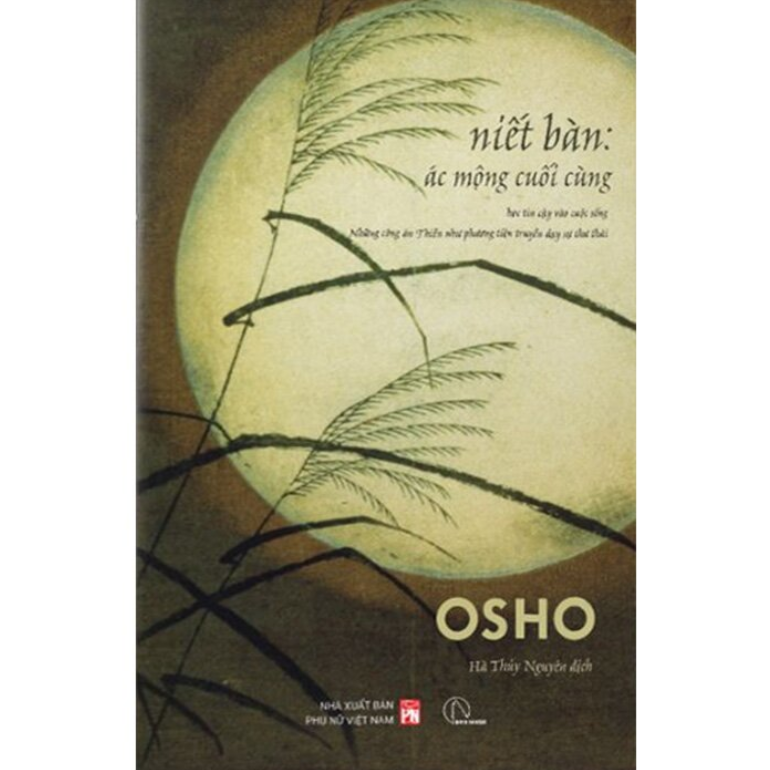 niết bàn:
ác mộng cuối cùng
học tin cậy vào cuộc sống
Những công án Thiền như phương tiện truyền dạy sự thư thái
OSHO
Hà Thủy Nguyên dịch
NHÀ XUẤT BẢN
PHỤ NỮ VIỆT NAM
PN